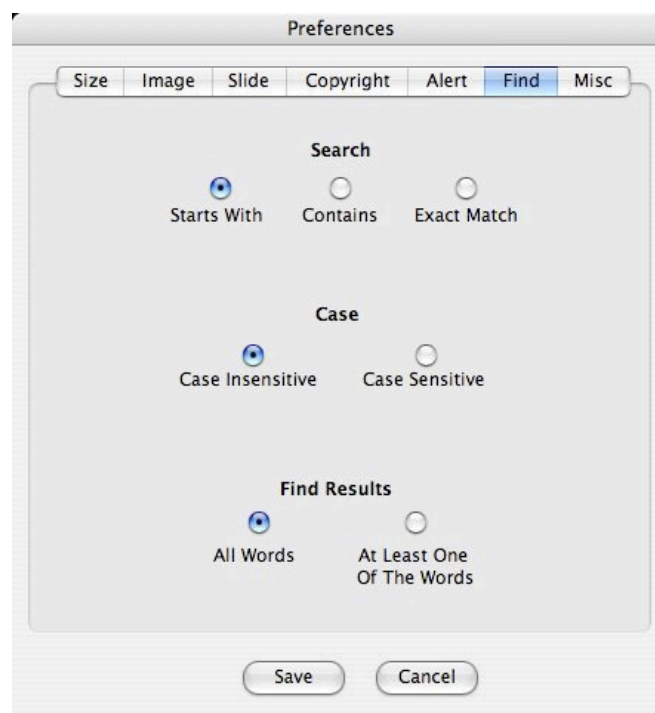 Preferences
Size Image Slide Copyright Alert Find Misc
Search
Starts With Contains Exact Match
Case
Case Insensitive Case Sensitive
Find Results
All Words At Least One
Of The Words
Save Cancel